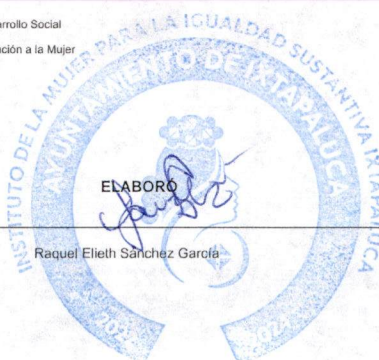 rrollo Social
ución a la Mujer
INSTITUTO DE LA MUJER PARA LA IGUALDAD SUSTANTIVA IXTAPALUCA
AYUNTAMIENTO DE IXTAPALUCA
ELABORÓ
Raquel Elieth Sánchez García